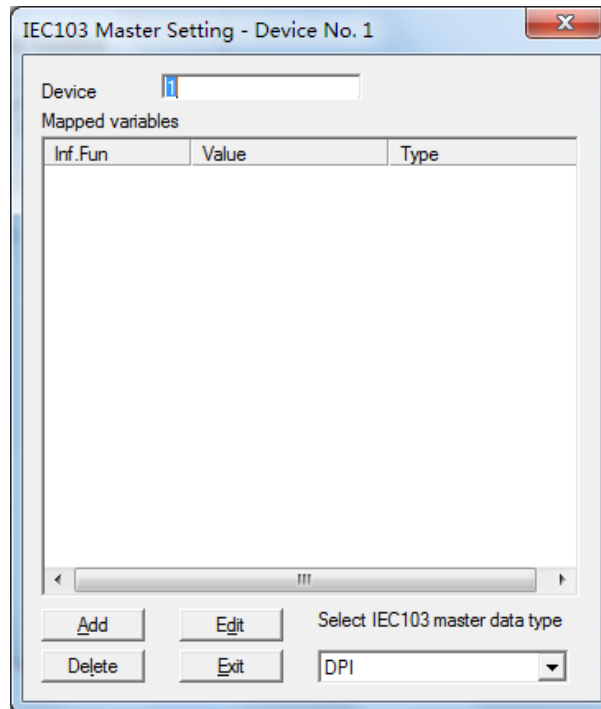 IEC103 Master Setting - Device No. 1
Device 1
Mapped variables
Inf.Fun Value Type
Add Edit Select IEC103 master data type
Delete Exit DPI